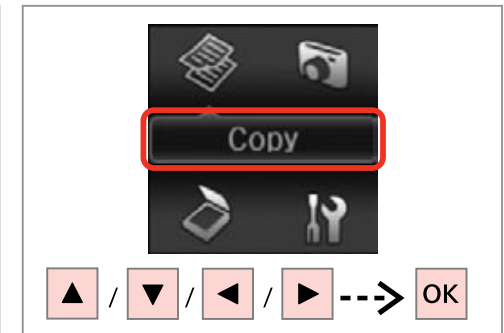 Copy
▲ / ▼ / ◀ / ▶ ---> OK